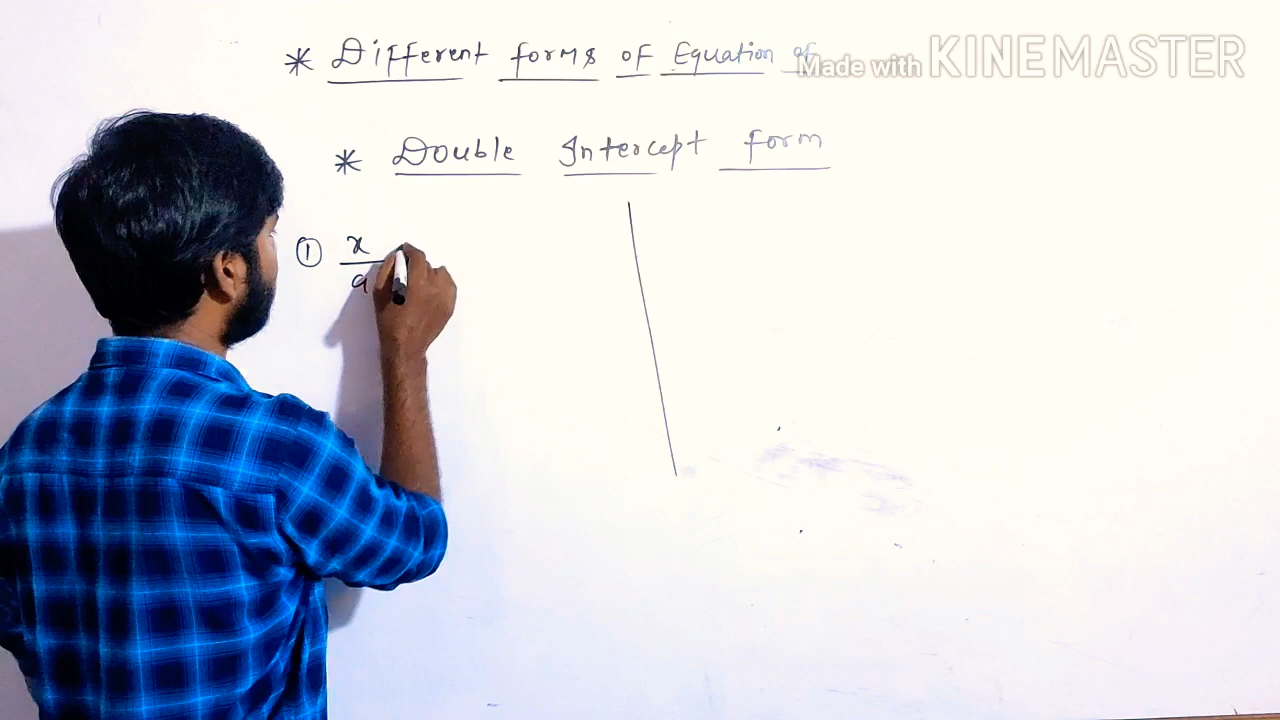 * Different forms of Equation of
Made with KINEMASTER
* Double Intercept form
① x
a